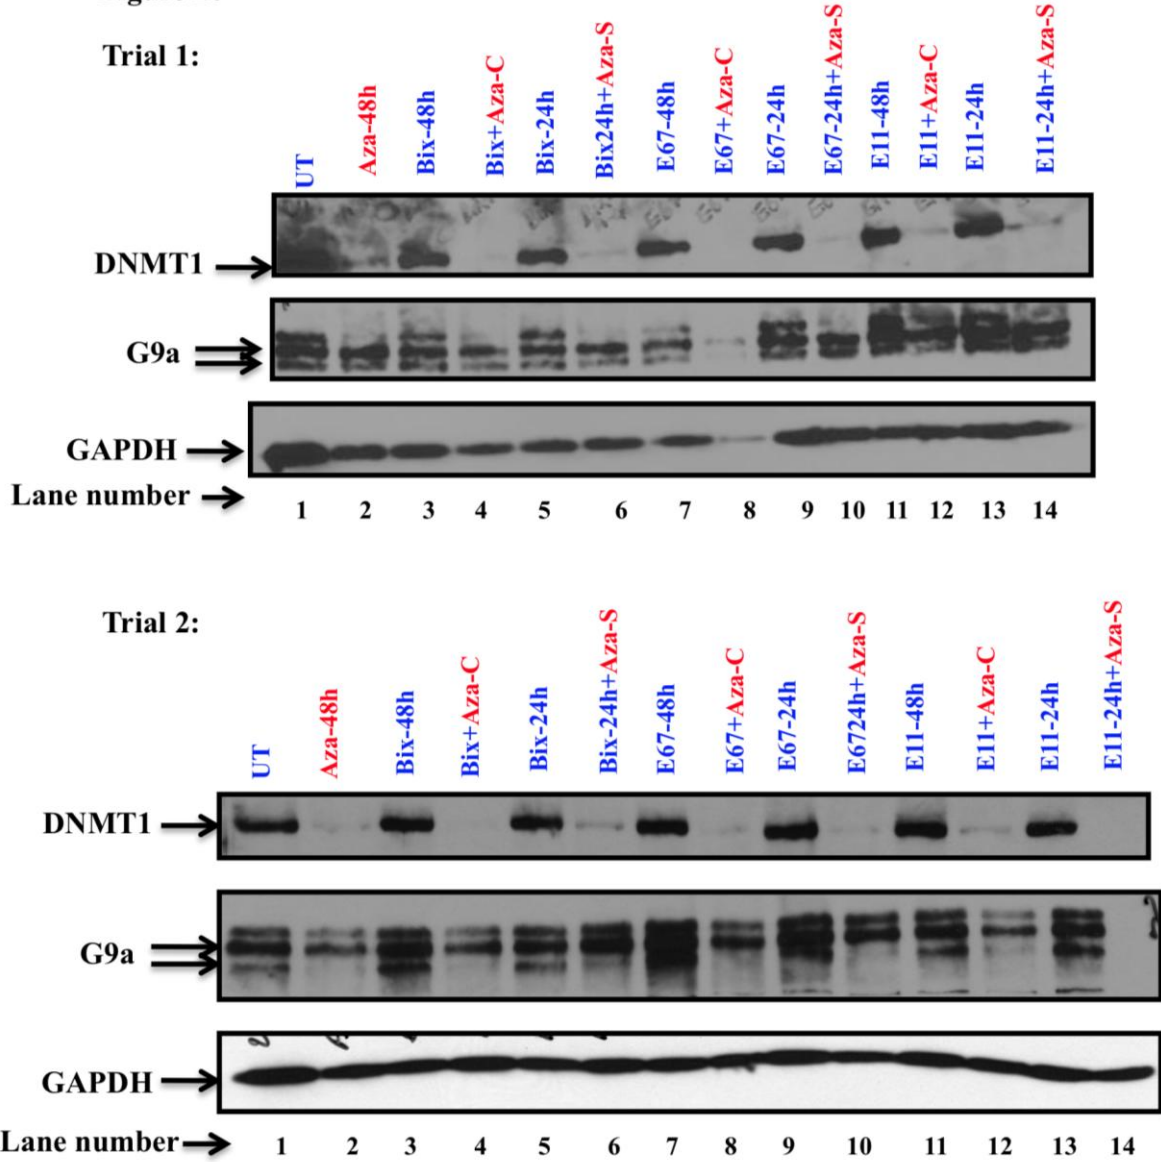 Trial 1:
UT
Aza-48h
Bix-48h
Bix+Aza-C
Bix-24h
Bix24h+Aza-S
E67-48h
E67+Aza-C
E67-24h
E67-24h+Aza-S
E11-48h
E11+Aza-C
E11-24h
E11-24h+Aza-S
DNMT1
G9a
GAPDH
Lane number
1 2 3 4 5 6 7 8 9 10 11 12 13 14
Trial 2:
UT
Aza-48h
Bix-48h
Bix+Aza-C
Bix-24h
Bix-24h+Aza-S
E67-48h
E67+Aza-C
E67-24h
E6724h+Aza-S
E11-48h
E11+Aza-C
E11-24h
E11-24h+Aza-S
DNMT1
G9a
GAPDH
Lane number
1 2 3 4 5 6 7 8 9 10 11 12 13 14